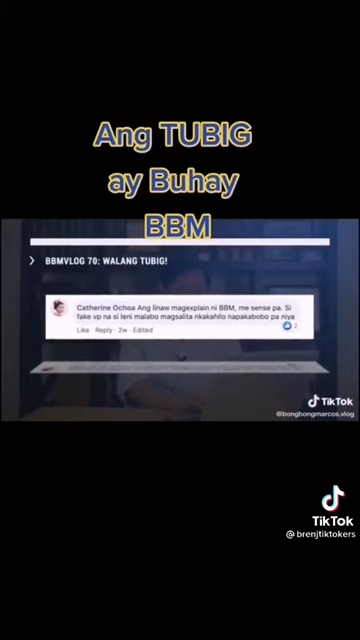 Ang TUBIG
ay Buhay
BBM
BBMVLOG 70: WALANG TUBIG!
Catherine Ochoa Ang linaw magexplain ni BBM, me sense pa. Si
fake vp na si leni malabo magsalita nkakahilo napakabobo pa niya
Like · Reply · 2w · Edited
2
TikTok
@bongbongmarcos.vlog
TikTok
@brenjtiktokers